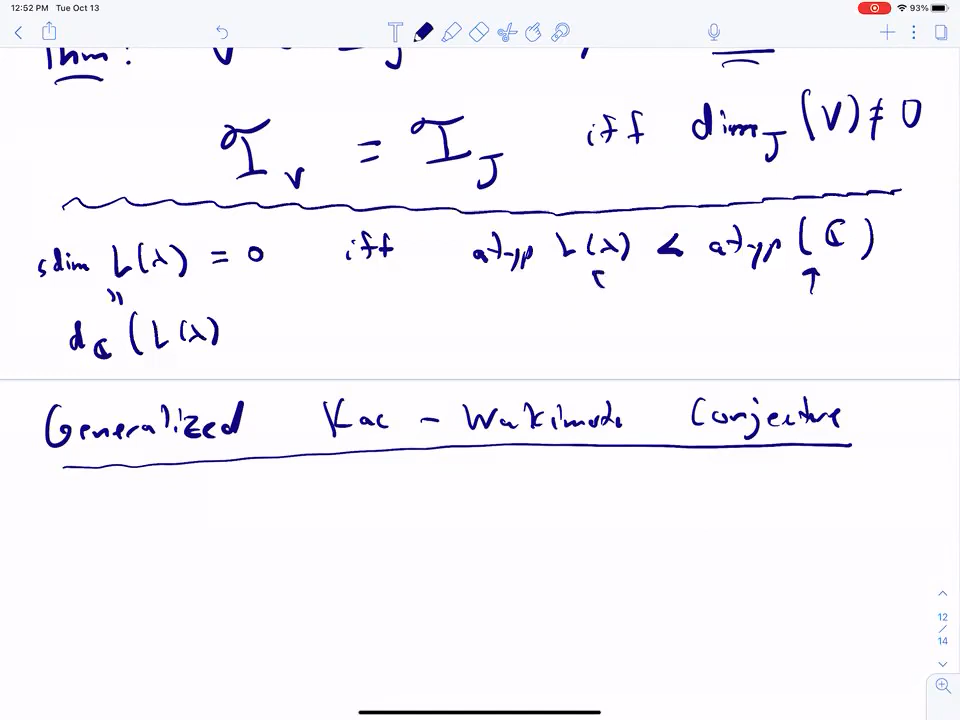 12:52 PM Tue Oct 13 93%
Thm:
I_V = I_J iff dim_J (V) ≠ 0
sdim L(λ) = 0 iff atyp L(λ) < atyp (ℂ)
d_ℂ (L(λ)
Generalized Kac - Wakimoto Conjecture
12
/
14